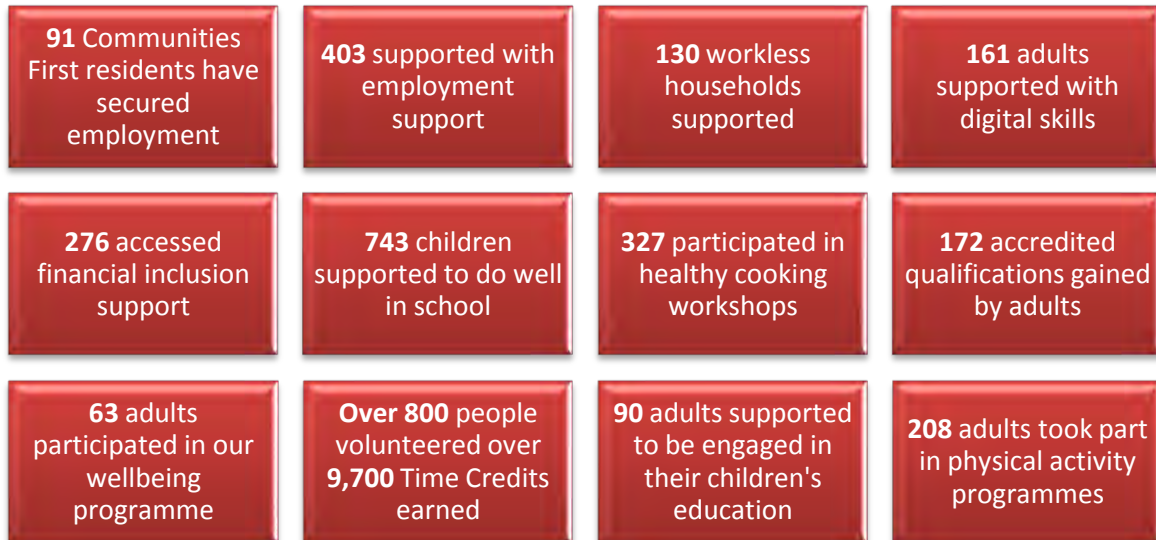 91 Communities
First residents have
secured
employment
403 supported with
employment
support
130 workless
households
supported
161 adults
supported with
digital skills
276 accessed
financial inclusion
support
743 children
supported to do well
in school
327 participated in
healthy cooking
workshops
172 accredited
qualifications gained
by adults
63 adults
participated in our
wellbeing
programme
Over 800 people
volunteered over
9,700 Time Credits
earned
90 adults supported
to be engaged in
their children's
education
208 adults took part
in physical activity
programmes